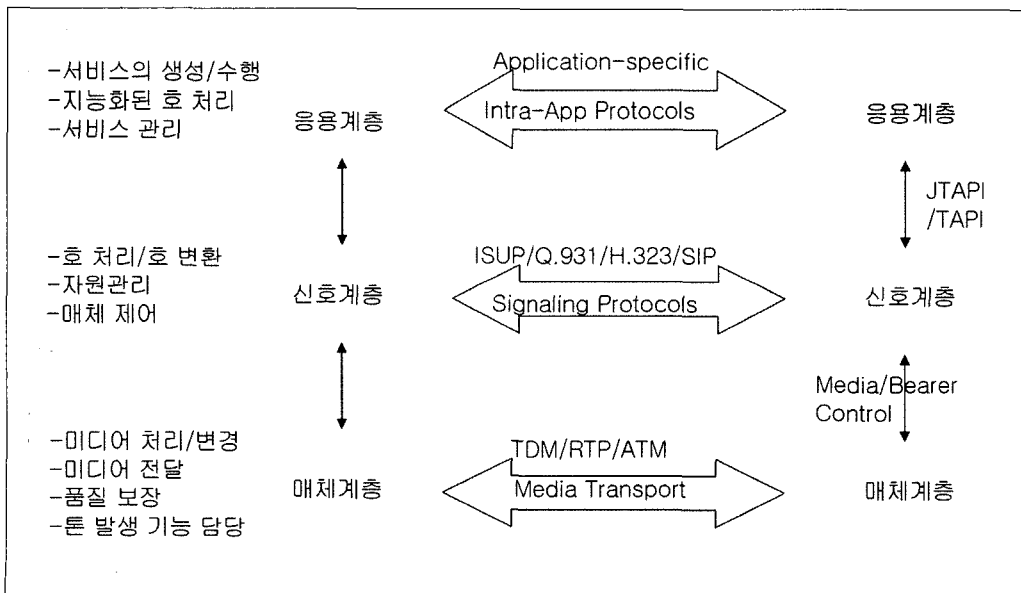 -서비스의 생성/수행
-지능화된 호 처리
-서비스 관리
응용계층
Application-specific
Intra-App Protocols
응용계층
JTAPI
/TAPI
-호 처리/호 변환
-자원관리
-매체 제어
신호계층
ISUP/Q.931/H.323/SIP
Signaling Protocols
신호계층
Media/Bearer
Control
-미디어 처리/변경
-미디어 전달
-품질 보장
-톤 발생 기능 담당
매체계층
TDM/RTP/ATM
Media Transport
매체계층